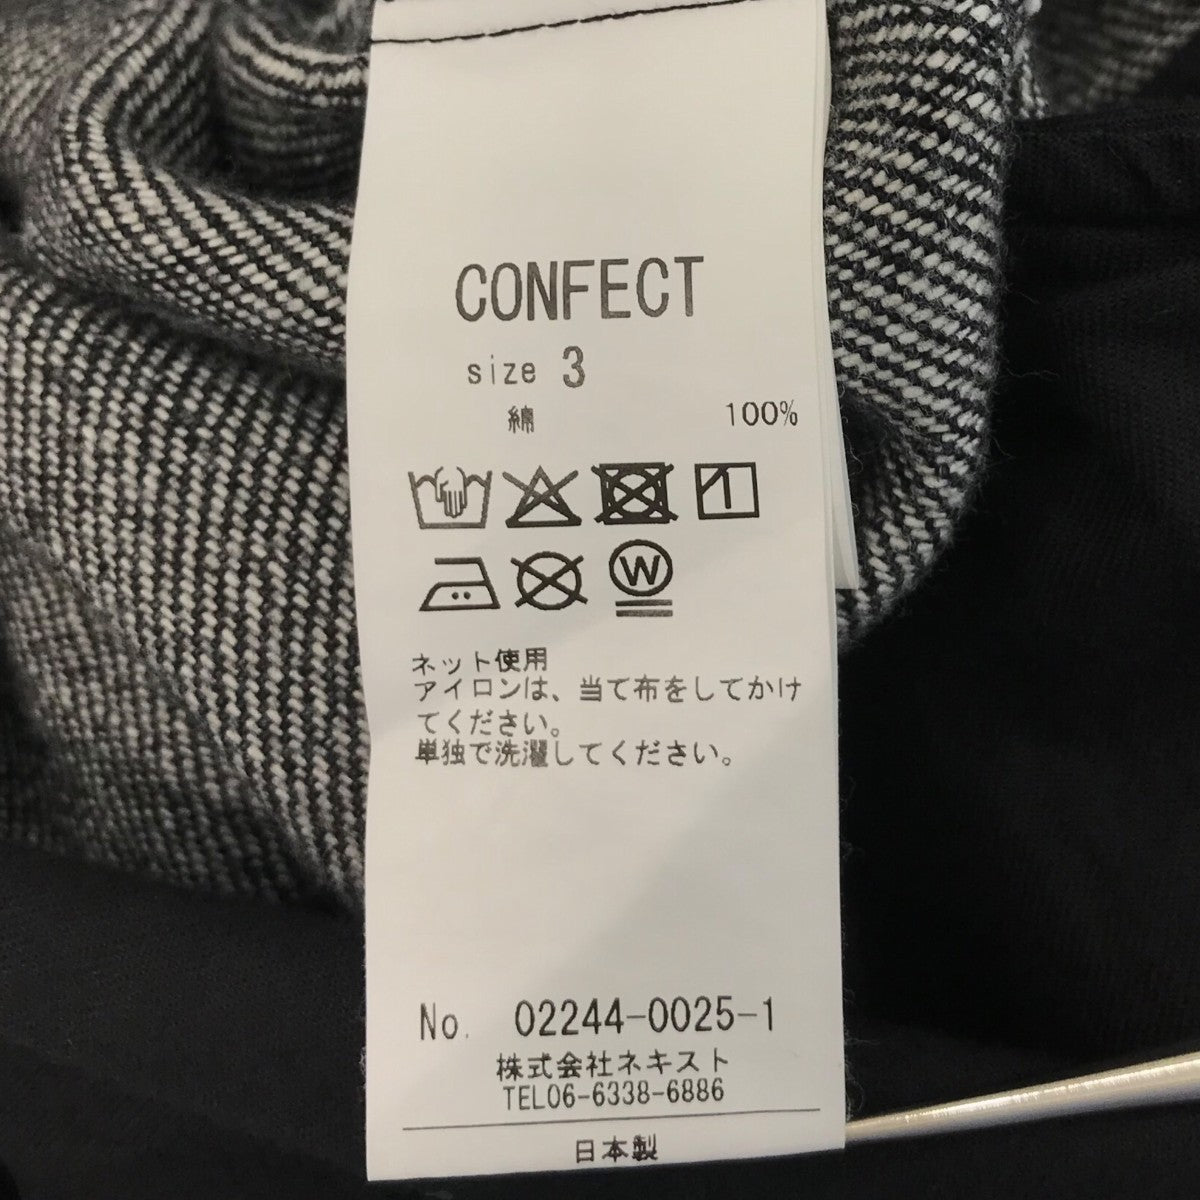 CONFECT
size 3
綿 100%
W
ネット使用
アイロンは、当て布をしてかけ
てください。
単独で洗濯してください。
No. 02244-0025-1
株式会社ネキスト
TEL06-6338-6886
日本製